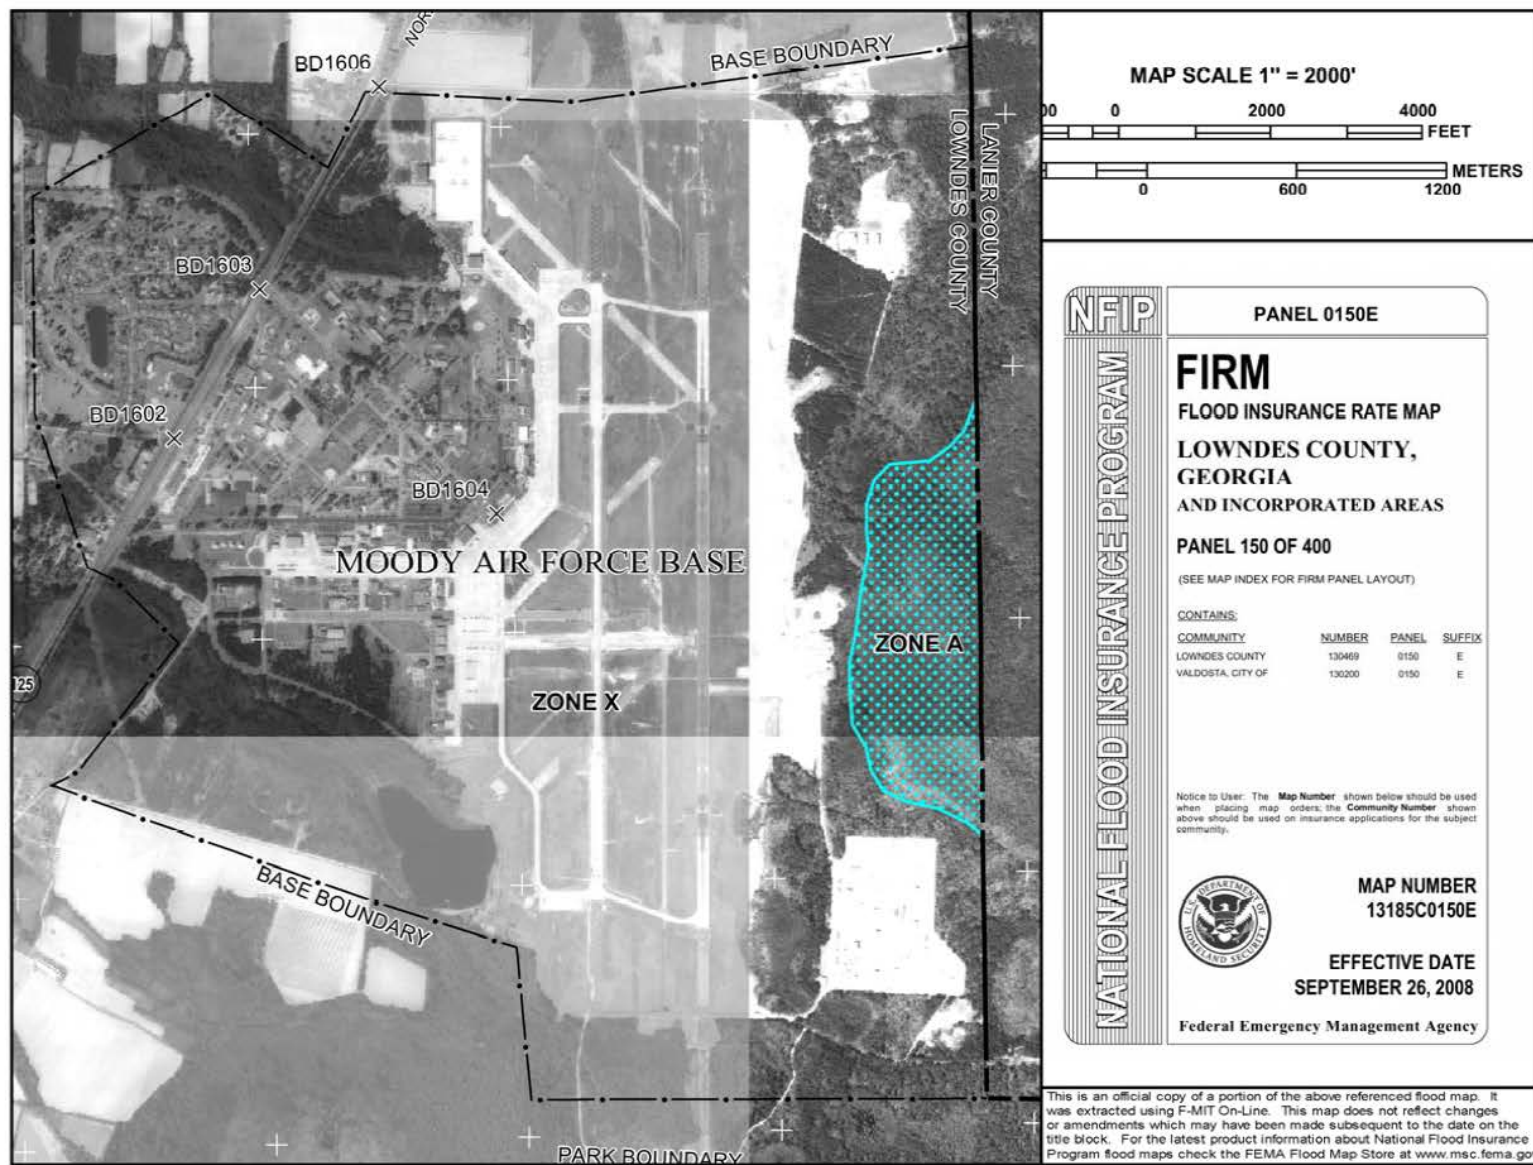 NOR
BD1606
BASE BOUNDARY
LANIER COUNTY
LOWNDES COUNTY
BD1603
BD1602
BD1604
MOODY AIR FORCE BASE
ZONE A
ZONE X
125
BASE BOUNDARY
PARK BOUNDARY
MAP SCALE 1" = 2000'
00 0 2000 4000
FEET
METERS
0 600 1200
NFIP
PANEL 0150E
NATIONAL FLOOD INSURANCE PROGRAM
FIRM
FLOOD INSURANCE RATE MAP
LOWNDES COUNTY,
GEORGIA
AND INCORPORATED AREAS
PANEL 150 OF 400
(SEE MAP INDEX FOR FIRM PANEL LAYOUT)
CONTAINS:
COMMUNITY NUMBER PANEL SUFFIX
LOWNDES COUNTY 130469 0150 E
VALDOSTA, CITY OF 130200 0150 E
Notice to User: The Map Number shown below should be used
when placing map orders; the Community Number shown
above should be used on insurance applications for the subject
community.
U.S. DEPARTMENT OF
HOMELAND SECURITY
MAP NUMBER
13185C0150E
EFFECTIVE DATE
SEPTEMBER 26, 2008
Federal Emergency Management Agency
This is an official copy of a portion of the above referenced flood map. It
was extracted using F-MIT On-Line. This map does not reflect changes
or amendments which may have been made subsequent to the date on the
title block. For the latest product information about National Flood Insurance
Program flood maps check the FEMA Flood Map Store at www.msc.fema.gov